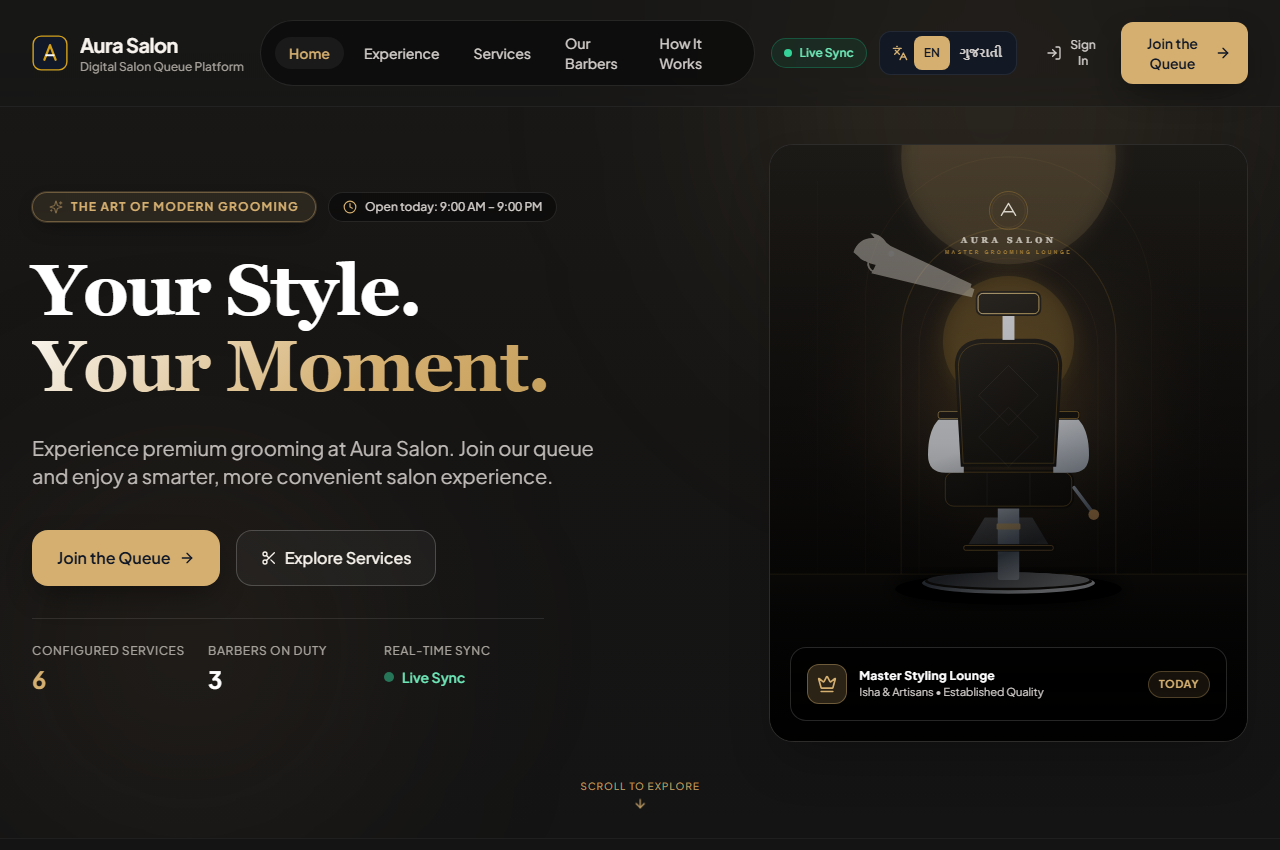 Aura Salon
Digital Salon Queue Platform
Home
Experience
Services
Our
Barbers
How It
Works
Live Sync
EN
ગુજરાતી
Sign
In
Join the
Queue
THE ART OF MODERN GROOMING
Open today: 9:00 AM – 9:00 PM
Your Style.
Your Moment.
Experience premium grooming at Aura Salon. Join our queue
and enjoy a smarter, more convenient salon experience.
Join the Queue
Explore Services
CONFIGURED SERVICES
6
BARBERS ON DUTY
3
REAL-TIME SYNC
Live Sync
AURA SALON
MASTER GROOMING LOUNGE
Master Styling Lounge
Isha & Artisans • Established Quality
TODAY
SCROLL TO EXPLORE